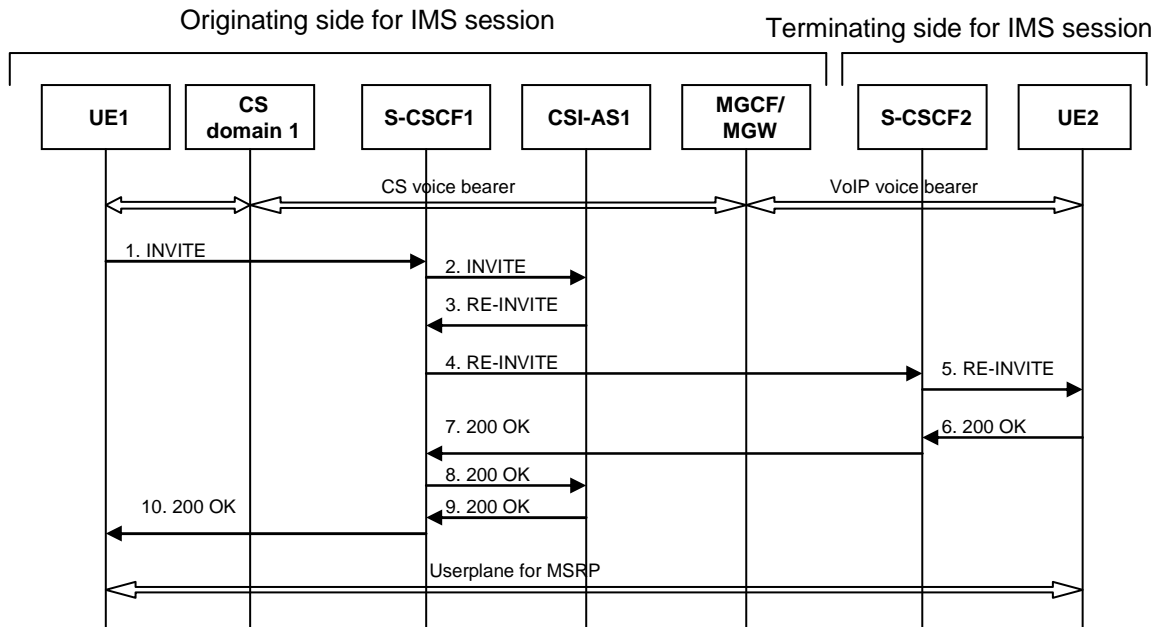 Originating side for IMS session
Terminating side for IMS session
UE1
CS
domain 1
S-CSCF1
CSI-AS1
MGCF/
MGW
S-CSCF2
UE2
CS voice bearer
VoIP voice bearer
1. INVITE
2. INVITE
3. RE-INVITE
4. RE-INVITE
5. RE-INVITE
6. 200 OK
7. 200 OK
8. 200 OK
9. 200 OK
10. 200 OK
Userplane for MSRP